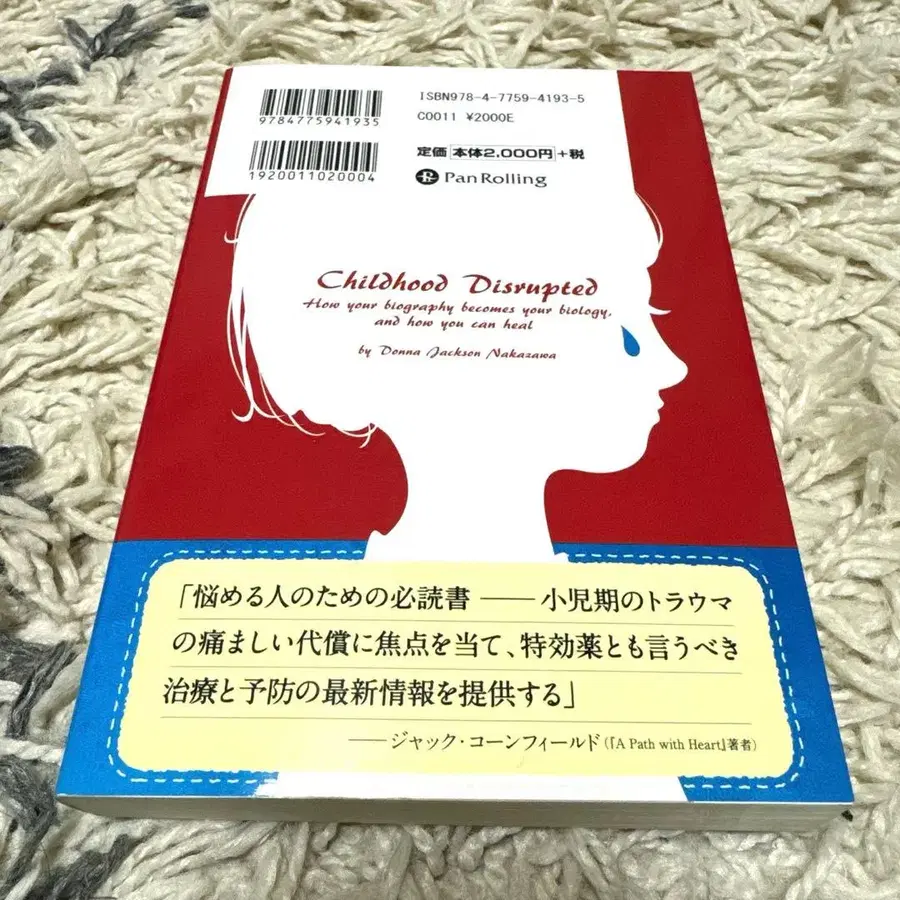 ISBN978-4-7759-4193-5
9784775941935
C0011 ¥2000E
定価 本体2,000円 +税
1920011020004
PanRolling
Childhood Disrupted
How your biography becomes your biology,
and how you can heal
by Donna Jackson Nakazawa
「悩める人のための必読書 ―― 小児期のトラウマ
の痛ましい代償に焦点を当て、特効薬とも言うべき
治療と予防の最新情報を提供する」
――ジャック・コーンフィールド(『A Path with Heart』著者)